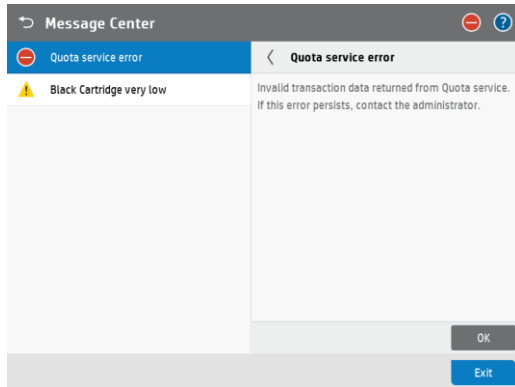 Message Center
Quota service error
Black Cartridge very low
Quota service error
Invalid transaction data returned from Quota service.
If this error persists, contact the administrator.
OK
Exit